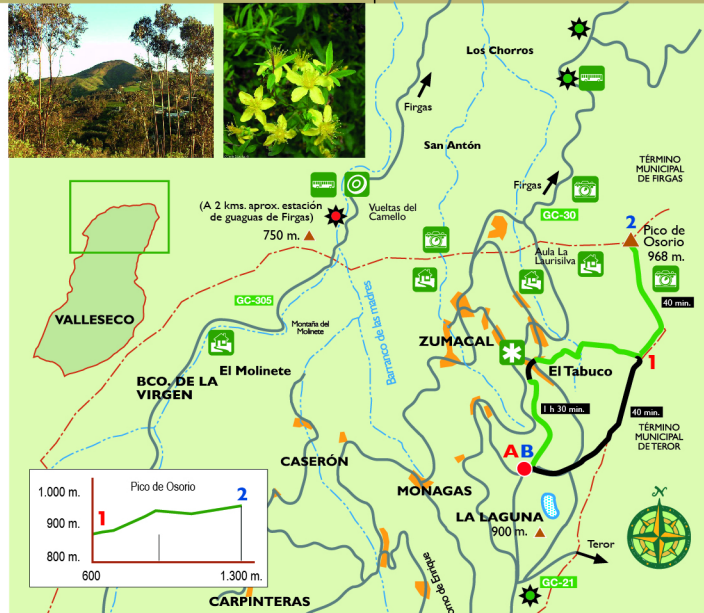 Los Chorros
Firgas
San Antón
TÉRMINO
MUNICIPAL
DE FIRGAS
(A 2 kms. aprox. estación
de guaguas de Firgas)
Vueltas del
Camello
Firgas
GC-30
750 m.
2
Pico de
Osorio
968 m.
Aula La
Laurisilva
VALLESECO
GC-305
Barranco de las madres
40 min.
Montaña del
Molinete
ZUMACAL
El Molinete
El Tabuco
1
BCO. DE LA
VIRGEN
1 h 30 min.
40 min.
TÉRMINO
MUNICIPAL
DE TEROR
A B
CASERÓN
MONAGAS
LA LAGUNA
900 m.
Pico de Osorio
1.000 m.
900 m.
800 m.
1
2
600
1.300 m.
N
Teror
GC-21
CARPINTERAS
orno de Enrique